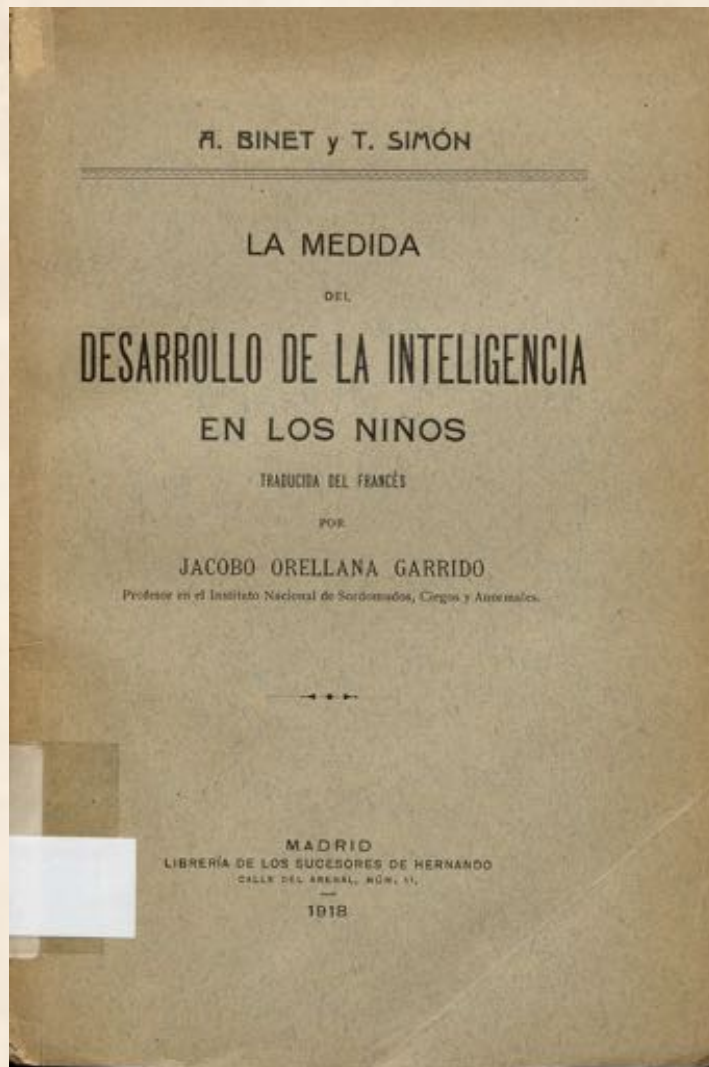 A. BINET y T. SIMÓN
LA MEDIDA
DEL
DESARROLLO DE LA INTELIGENCIA
EN LOS NIÑOS
TRADUCIDA DEL FRANCÉS
POR
JACOBO ORELLANA GARRIDO
Profesor en el Instituto Nacional de Sordomudos, Ciegos y Anormales.
MADRID
LIBRERÍA DE LOS SUCESORES DE HERNANDO
CALLE DEL ARENAL, NÚM. 11.
1918